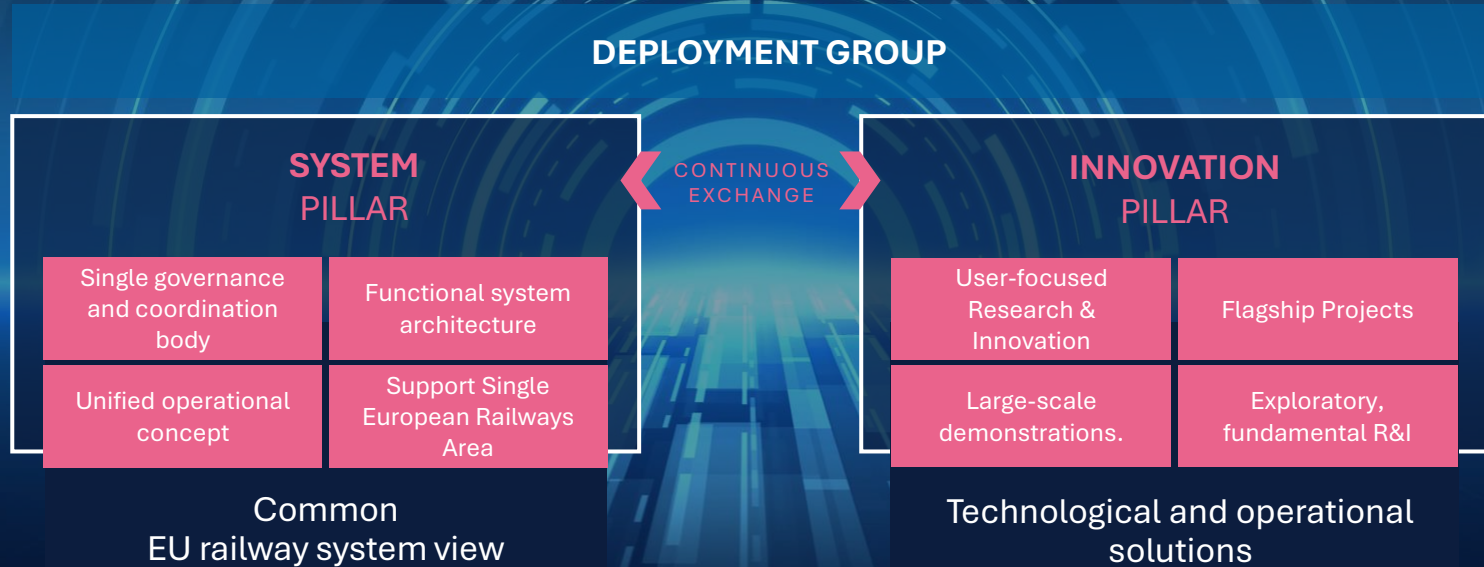 DEPLOYMENT GROUP
SYSTEM
PILLAR
Single governance
and coordination
body
Functional system
architecture
Unified operational
concept
Support Single
European Railways
Area
Common
EU railway system view
CONTINUOUS
EXCHANGE
INNOVATION
PILLAR
User-focused
Research &
Innovation
Flagship Projects
Large-scale
demonstrations.
Exploratory,
fundamental R&I
Technological and operational
solutions